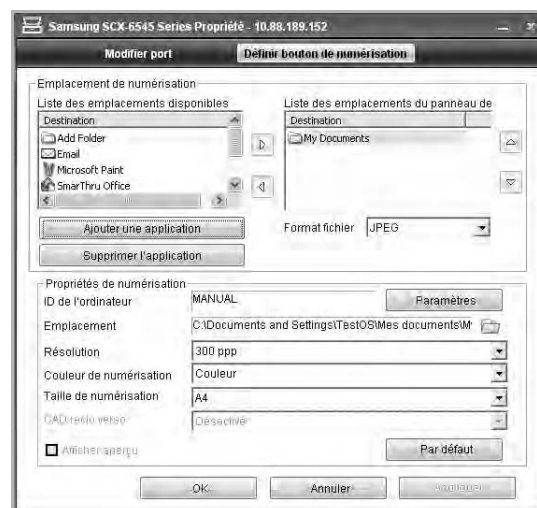 Samsung SCX-6545 Series Propriété - 10.88.189.152
Modifier port
Définir bouton de numérisation
Emplacement de numérisation
Liste des emplacements disponibles
Destination
Add Folder
Email
Microsoft Paint
SmarThru Office
Liste des emplacements du panneau de
Destination
My Documents
Ajouter une application
Supprimer l'application
Format fichier JPEG
Propriétés de numérisation
ID de l'ordinateur MANUAL Paramètres
Emplacement C:\Documents and Settings\TestOS\Mes documents\M
Résolution 300 ppp
Couleur de numérisation Couleur
Taille de numérisation A4
CAD recto verso Désactivé
Afficher aperçu
Par défaut
OK Annuler Appliquer